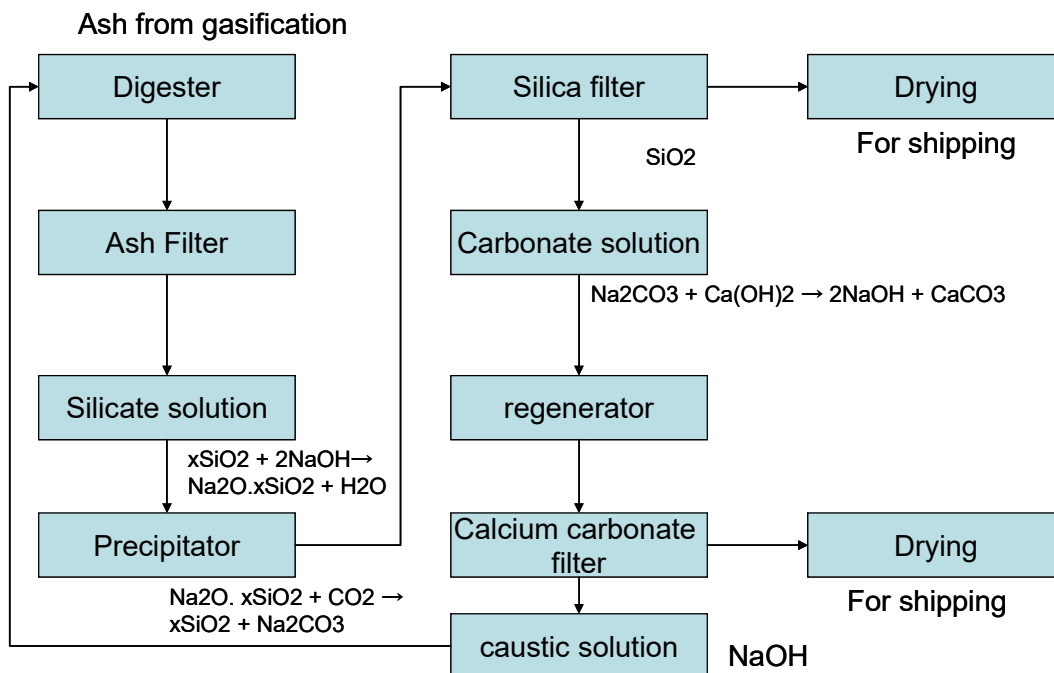 Ash from gasification
Digester
Ash Filter
Silicate solution
xSiO2 + 2NaOH→
Na2O.xSiO2 + H2O
Precipitator
Na2O. xSiO2 + CO2 →
xSiO2 + Na2CO3
Silica filter
SiO2
Carbonate solution
Na2CO3 + Ca(OH)2 → 2NaOH + CaCO3
regenerator
Calcium carbonate
filter
caustic solution
NaOH
Drying
For shipping
Drying
For shipping